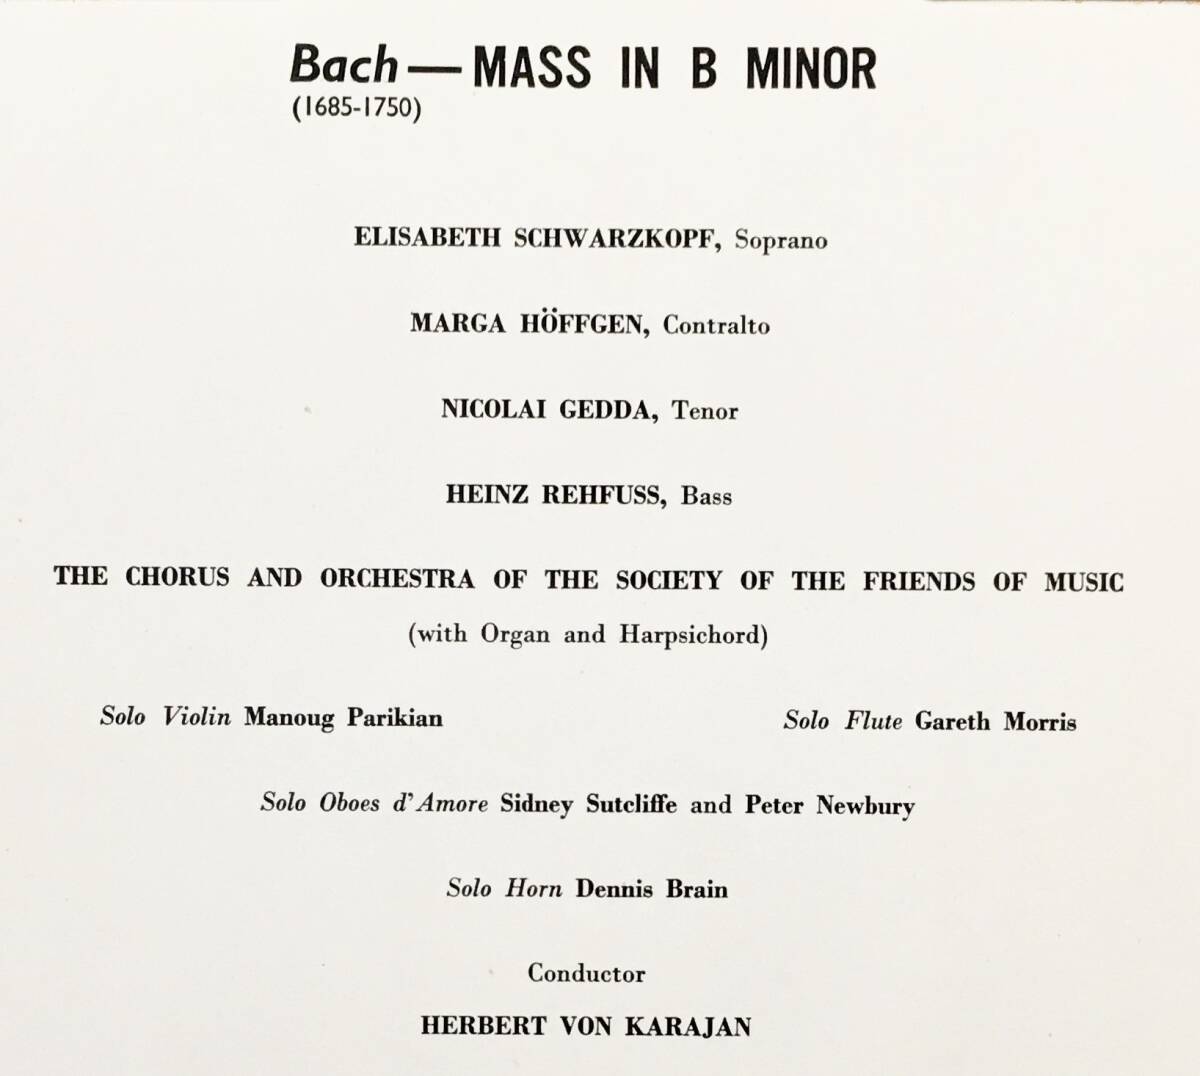 Bach — MASS IN B MINOR
(1685-1750)
ELISABETH SCHWARZKOPF, Soprano
MARGA HÖFFGEN, Contralto
NICOLAI GEDDA, Tenor
HEINZ REHFUSS, Bass
THE CHORUS AND ORCHESTRA OF THE SOCIETY OF THE FRIENDS OF MUSIC
(with Organ and Harpsichord)
Solo Violin Manoug Parikian Solo Flute Gareth Morris
Solo Oboes d'Amore Sidney Sutcliffe and Peter Newbury
Solo Horn Dennis Brain
Conductor
HERBERT VON KARAJAN